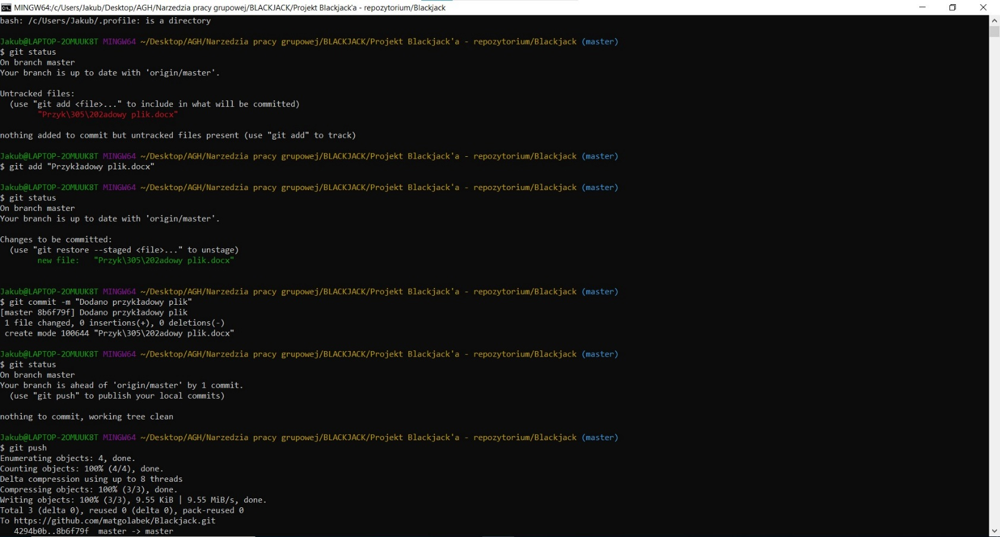 MINGW64:/c/Users/Jakub/Desktop/AGH/Narzedzia pracy grupowej/BLACKJACK/Projekt Blackjack'a - repozytorium/Blackjack
bash: /c/Users/Jakub/.profile: is a directory
Jakub@LAPTOP-2OMUUK8T MINGW64 ~/Desktop/AGH/Narzedzia pracy grupowej/BLACKJACK/Projekt Blackjack'a - repozytorium/Blackjack (master)
$ git status
On branch master
Your branch is up to date with 'origin/master'.
Untracked files:
  (use "git add <file>..." to include in what will be committed)
        "Przyk\305\202adowy plik.docx"
nothing added to commit but untracked files present (use "git add" to track)
Jakub@LAPTOP-2OMUUK8T MINGW64 ~/Desktop/AGH/Narzedzia pracy grupowej/BLACKJACK/Projekt Blackjack'a - repozytorium/Blackjack (master)
$ git add "Przykładowy plik.docx"
Jakub@LAPTOP-2OMUUK8T MINGW64 ~/Desktop/AGH/Narzedzia pracy grupowej/BLACKJACK/Projekt Blackjack'a - repozytorium/Blackjack (master)
$ git status
On branch master
Your branch is up to date with 'origin/master'.
Changes to be committed:
  (use "git restore --staged <file>..." to unstage)
        new file:   "Przyk\305\202adowy plik.docx"
Jakub@LAPTOP-2OMUUK8T MINGW64 ~/Desktop/AGH/Narzedzia pracy grupowej/BLACKJACK/Projekt Blackjack'a - repozytorium/Blackjack (master)
$ git commit -m "Dodano przykładowy plik"
[master 8b6f79f] Dodano przykładowy plik
 1 file changed, 0 insertions(+), 0 deletions(-)
 create mode 100644 "Przyk\305\202adowy plik.docx"
Jakub@LAPTOP-2OMUUK8T MINGW64 ~/Desktop/AGH/Narzedzia pracy grupowej/BLACKJACK/Projekt Blackjack'a - repozytorium/Blackjack (master)
$ git status
On branch master
Your branch is ahead of 'origin/master' by 1 commit.
  (use "git push" to publish your local commits)
nothing to commit, working tree clean
Jakub@LAPTOP-2OMUUK8T MINGW64 ~/Desktop/AGH/Narzedzia pracy grupowej/BLACKJACK/Projekt Blackjack'a - repozytorium/Blackjack (master)
$ git push
Enumerating objects: 4, done.
Counting objects: 100% (4/4), done.
Delta compression using up to 8 threads
Compressing objects: 100% (3/3), done.
Writing objects: 100% (3/3), 9.55 KiB | 9.55 MiB/s, done.
Total 3 (delta 0), reused 0 (delta 0), pack-reused 0
To https://github.com/matgolabek/Blackjack.git
   4294b0b..8b6f79f  master -> master